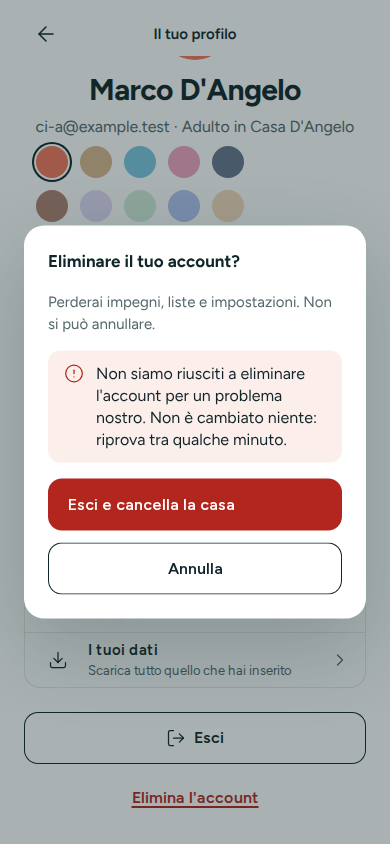 Il tuo profilo
Marco D'Angelo
ci-a@example.test · Adulto in Casa D'Angelo
Eliminare il tuo account?
Perderai impegni, liste e impostazioni. Non
si può annullare.
Non siamo riusciti a eliminare
l'account per un problema
nostro. Non è cambiato niente:
riprova tra qualche minuto.
Esci e cancella la casa
Annulla
I tuoi dati
Scarica tutto quello che hai inserito
Esci
Elimina l'account